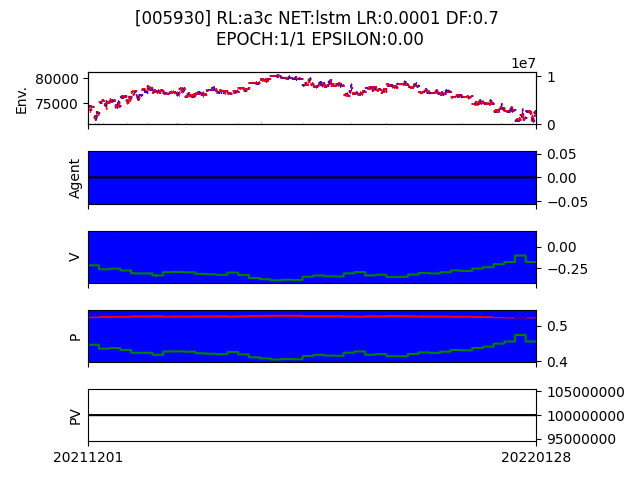 [005930] RL:a3c NET:lstm LR:0.0001 DF:0.7
EPOCH:1/1 EPSILON:0.00
1e7
80000
75000
Env.
1
0
Agent
0.05
0.00
−0.05
V
0.00
−0.25
P
0.5
0.4
PV
105000000
100000000
95000000
20211201
20220128